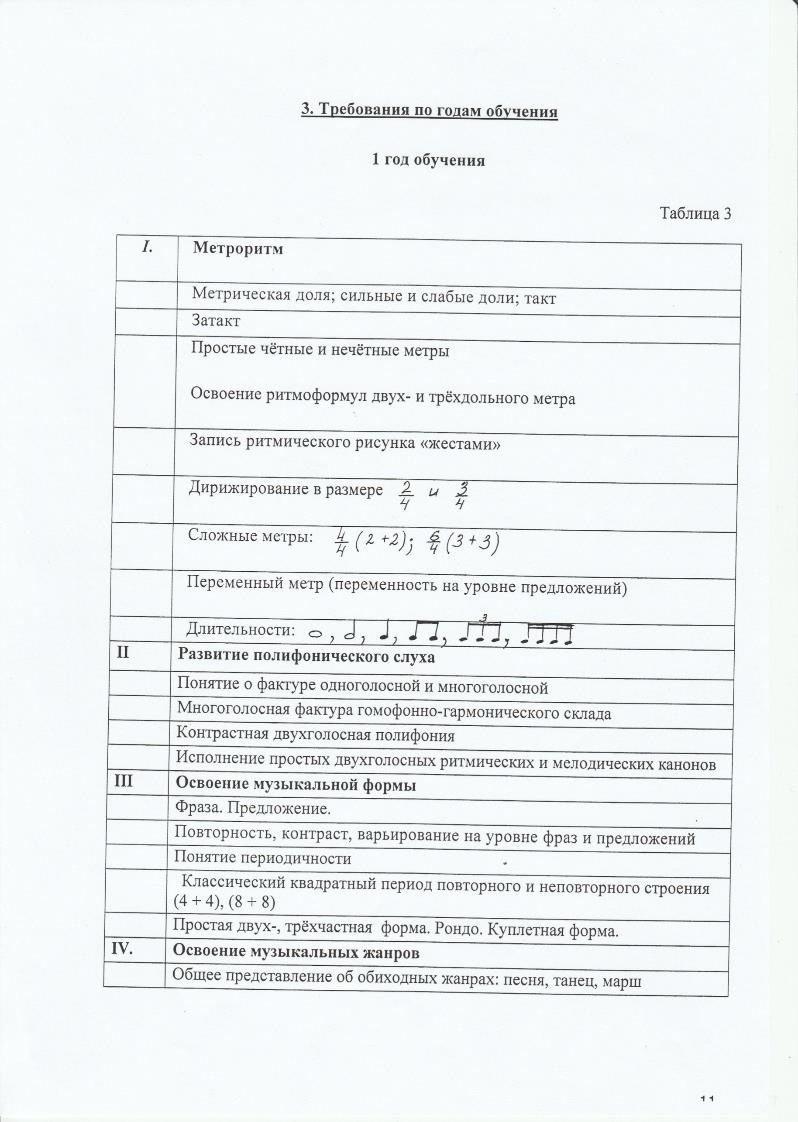 3. Требования по годам обучения
1 год обучения
Таблица 3
I. Метроритм
Метрическая доля; сильные и слабые доли; такт
Затакт
Простые чётные и нечётные метры
Освоение ритмоформул двух- и трёхдольного метра
Запись ритмического рисунка «жестами»
Дирижирование в размере 2/4 и 3/4
Сложные метры: 4/4 (2+2); 6/4 (3+3)
Переменный метр (переменность на уровне предложений)
Длительности: 3
II Развитие полифонического слуха
Понятие о фактуре одноголосной и многоголосной
Многоголосная фактура гомофонно-гармонического склада
Контрастная двухголосная полифония
Исполнение простых двухголосных ритмических и мелодических канонов
III Освоение музыкальной формы
Фраза. Предложение.
Повторность, контраст, варьирование на уровне фраз и предложений
Понятие периодичности
Классический квадратный период повторного и неповторного строения
(4 + 4), (8 + 8)
Простая двух-, трёхчастная форма. Рондо. Куплетная форма.
IV. Освоение музыкальных жанров
Общее представление об обиходных жанрах: песня, танец, марш
11